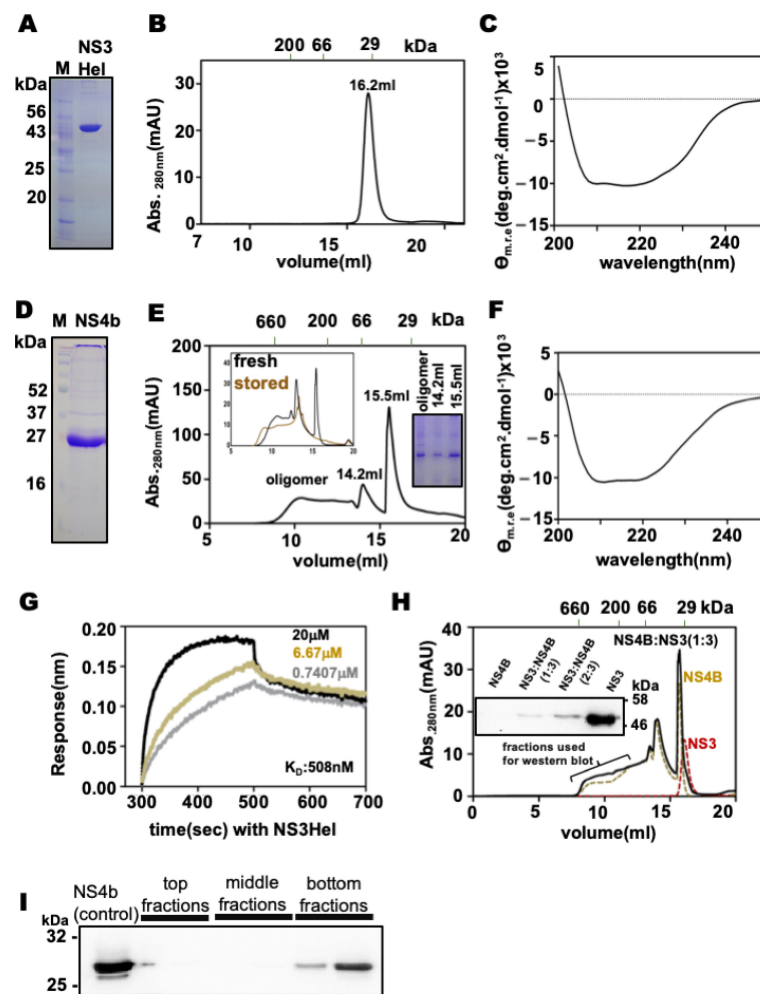 A
NS3
Hel
M
kDa
56
43
25
20
B
200 66 29 kDa
Abs. 280nm(mAU)
30
20
10
0
16.2ml
7 10 15 20
volume(ml)
C
Θm.r.e(deg.cm².dmol⁻¹)x10³
5
0
−5
−10
−15
200 220 240
wavelength(nm)
D
M NS4b
kDa
52
37
27
16
E
660 200 66 29 kDa
Abs.280nm(mAU)
200
150
100
50
0
fresh
stored
40
30
20
10
0
5 10 15 20
oligomer
14.2ml
15.5ml
oligomer
14.2ml
15.5ml
5 10 15 20
volume(ml)
F
Θm.r.e(deg.cm².dmol⁻¹)x10³
5
0
−5
−10
−15
200 220 240
wavelength(nm)
G
Response(nm)
0.20
0.15
0.10
0.05
0.00
20µM
6.67µM
0.7407µM
KD:508nM
300 400 500 600 700
time(sec) with NS3Hel
H
660 200 66 29 kDa
Abs.280nm(mAU)
40
30
20
10
0
NS4B:NS3(1:3)
NS4B
NS3:NS4B
(1:3)
NS3:NS4B
(2:3)
NS3
kDa
58
46
NS4B
NS3
fractions used
for western blot
0 5 10 15 20
volume(ml)
I
NS4b
(control)
top
fractions
middle
fractions
bottom
fractions
kDa
32 -
25 -